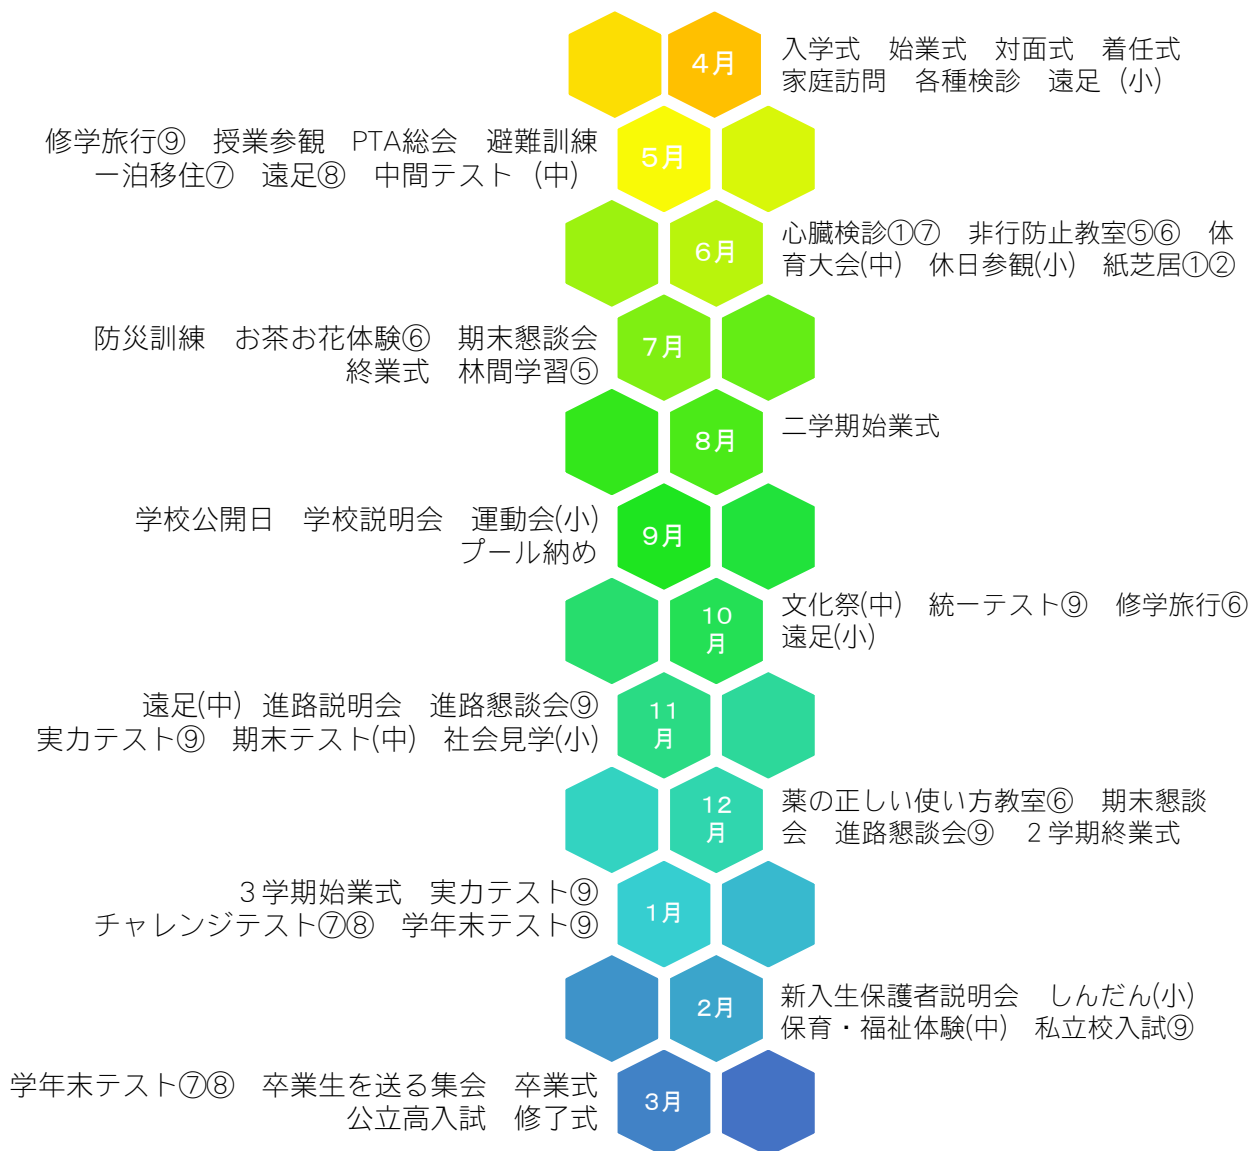 4月
入学式　始業式　対面式　着任式
家庭訪問　各種検診　遠足（小）
修学旅行⑨　授業参観　PTA総会　避難訓練
一泊移住⑦　遠足⑧　中間テスト（中）
5月
6月
心臓検診①⑦　非行防止教室⑤⑥　体
育大会(中)　休日参観(小)　紙芝居①②
防災訓練　お茶お花体験⑥　期末懇談会
終業式　林間学習⑤
7月
8月
二学期始業式
学校公開日　学校説明会　運動会(小)
プール納め
9月
10
月
文化祭(中)　統一テスト⑨　修学旅行⑥
遠足(小)
遠足(中)　進路説明会　進路懇談会⑨
実力テスト⑨　期末テスト(中)　社会見学(小)
11
月
12
月
薬の正しい使い方教室⑥　期末懇談
会　進路懇談会⑨　２学期終業式
３学期始業式　実力テスト⑨
チャレンジテスト⑦⑧　学年末テスト⑨
1月
2月
新入生保護者説明会　しんだん(小)
保育・福祉体験(中)　私立校入試⑨
学年末テスト⑦⑧　卒業生を送る集会　卒業式
公立高入試　修了式
3月